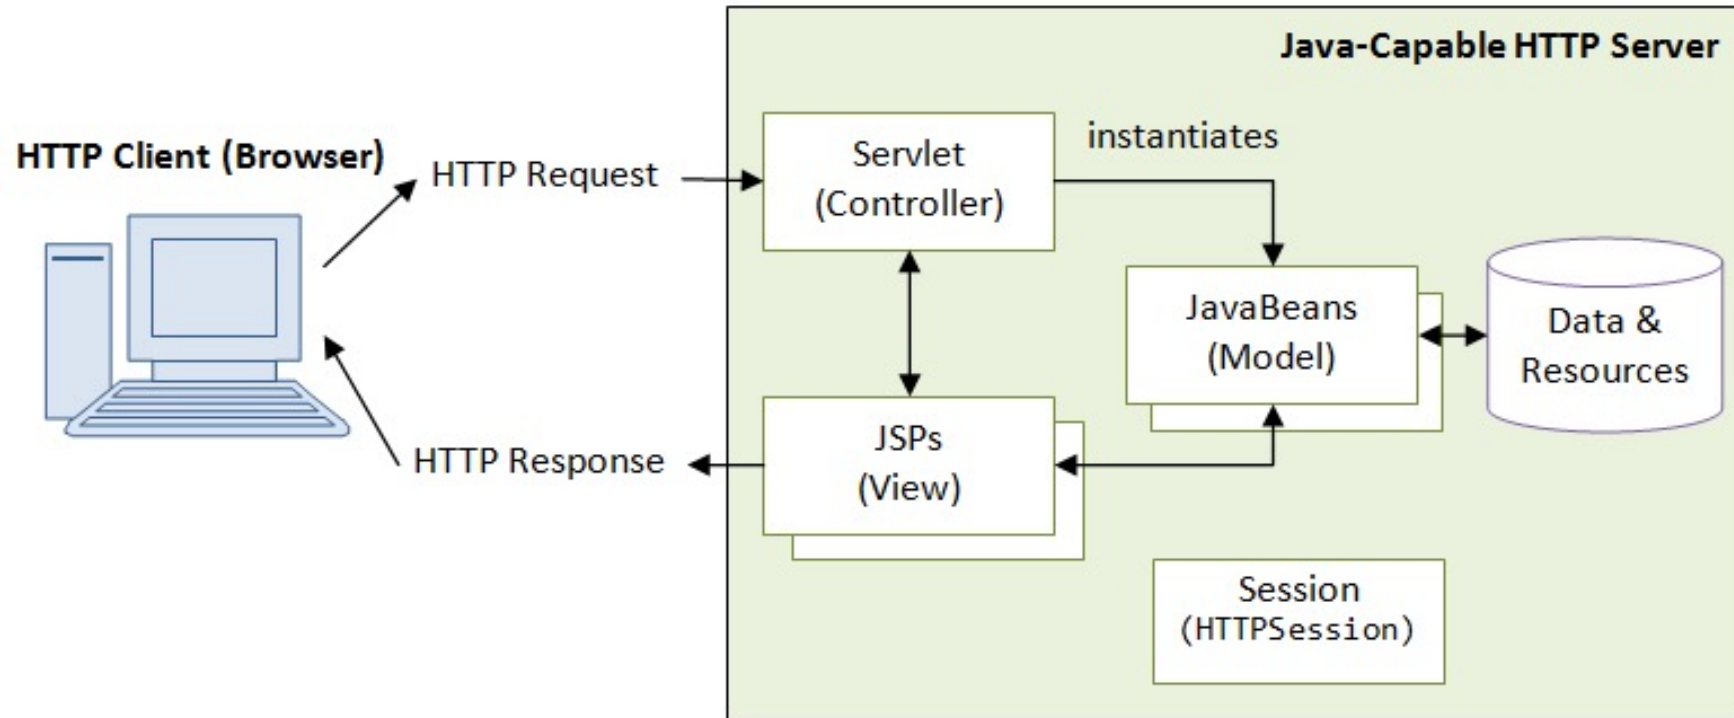 Java-Capable HTTP Server
HTTP Client (Browser)
HTTP Request
Servlet
(Controller)
instantiates
JavaBeans
(Model)
Data &
Resources
HTTP Response
JSPs
(View)
Session
(HTTPSession)